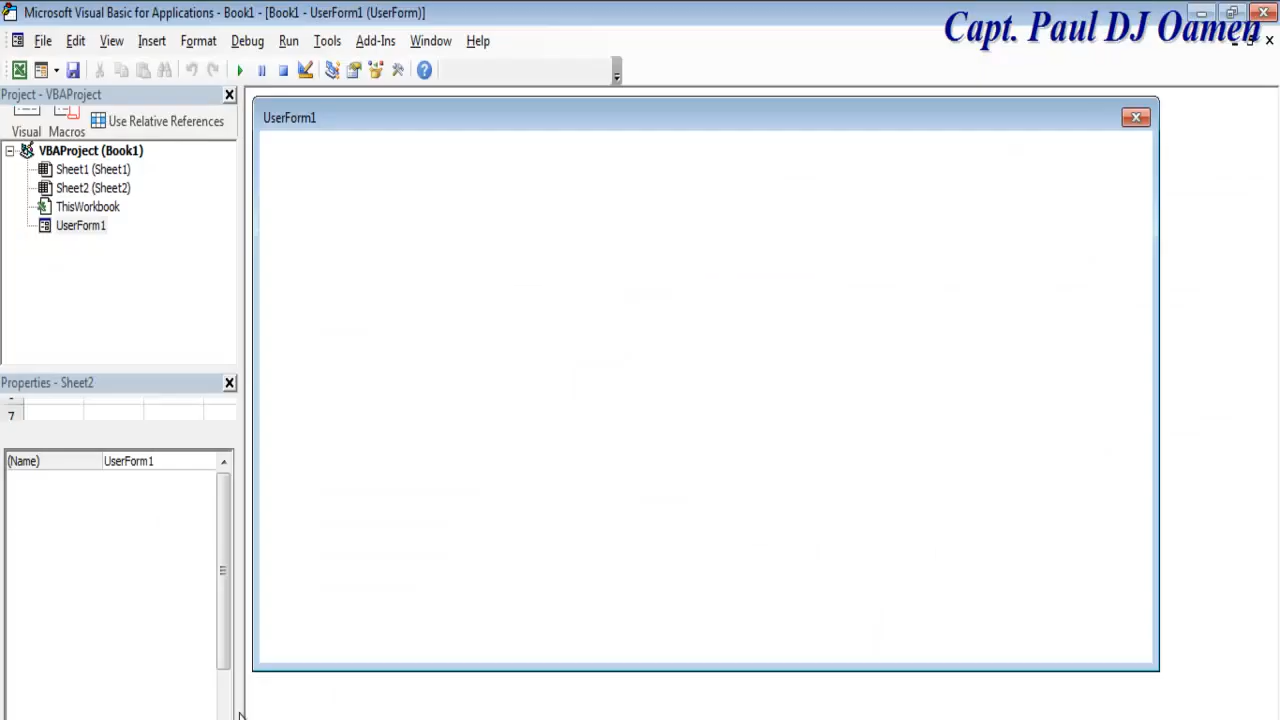 Microsoft Visual Basic for Applications - Book1 - [Book1 - UserForm1 (UserForm)]
Capt. Paul DJ Oamen
File Edit View Insert Format Debug Run Tools Add-Ins Window Help
Project - VBAProject
Visual Macros Use Relative References
VBAProject (Book1)
Sheet1 (Sheet1)
Sheet2 (Sheet2)
ThisWorkbook
UserForm1
UserForm1
Properties - Sheet2
7
(Name) UserForm1